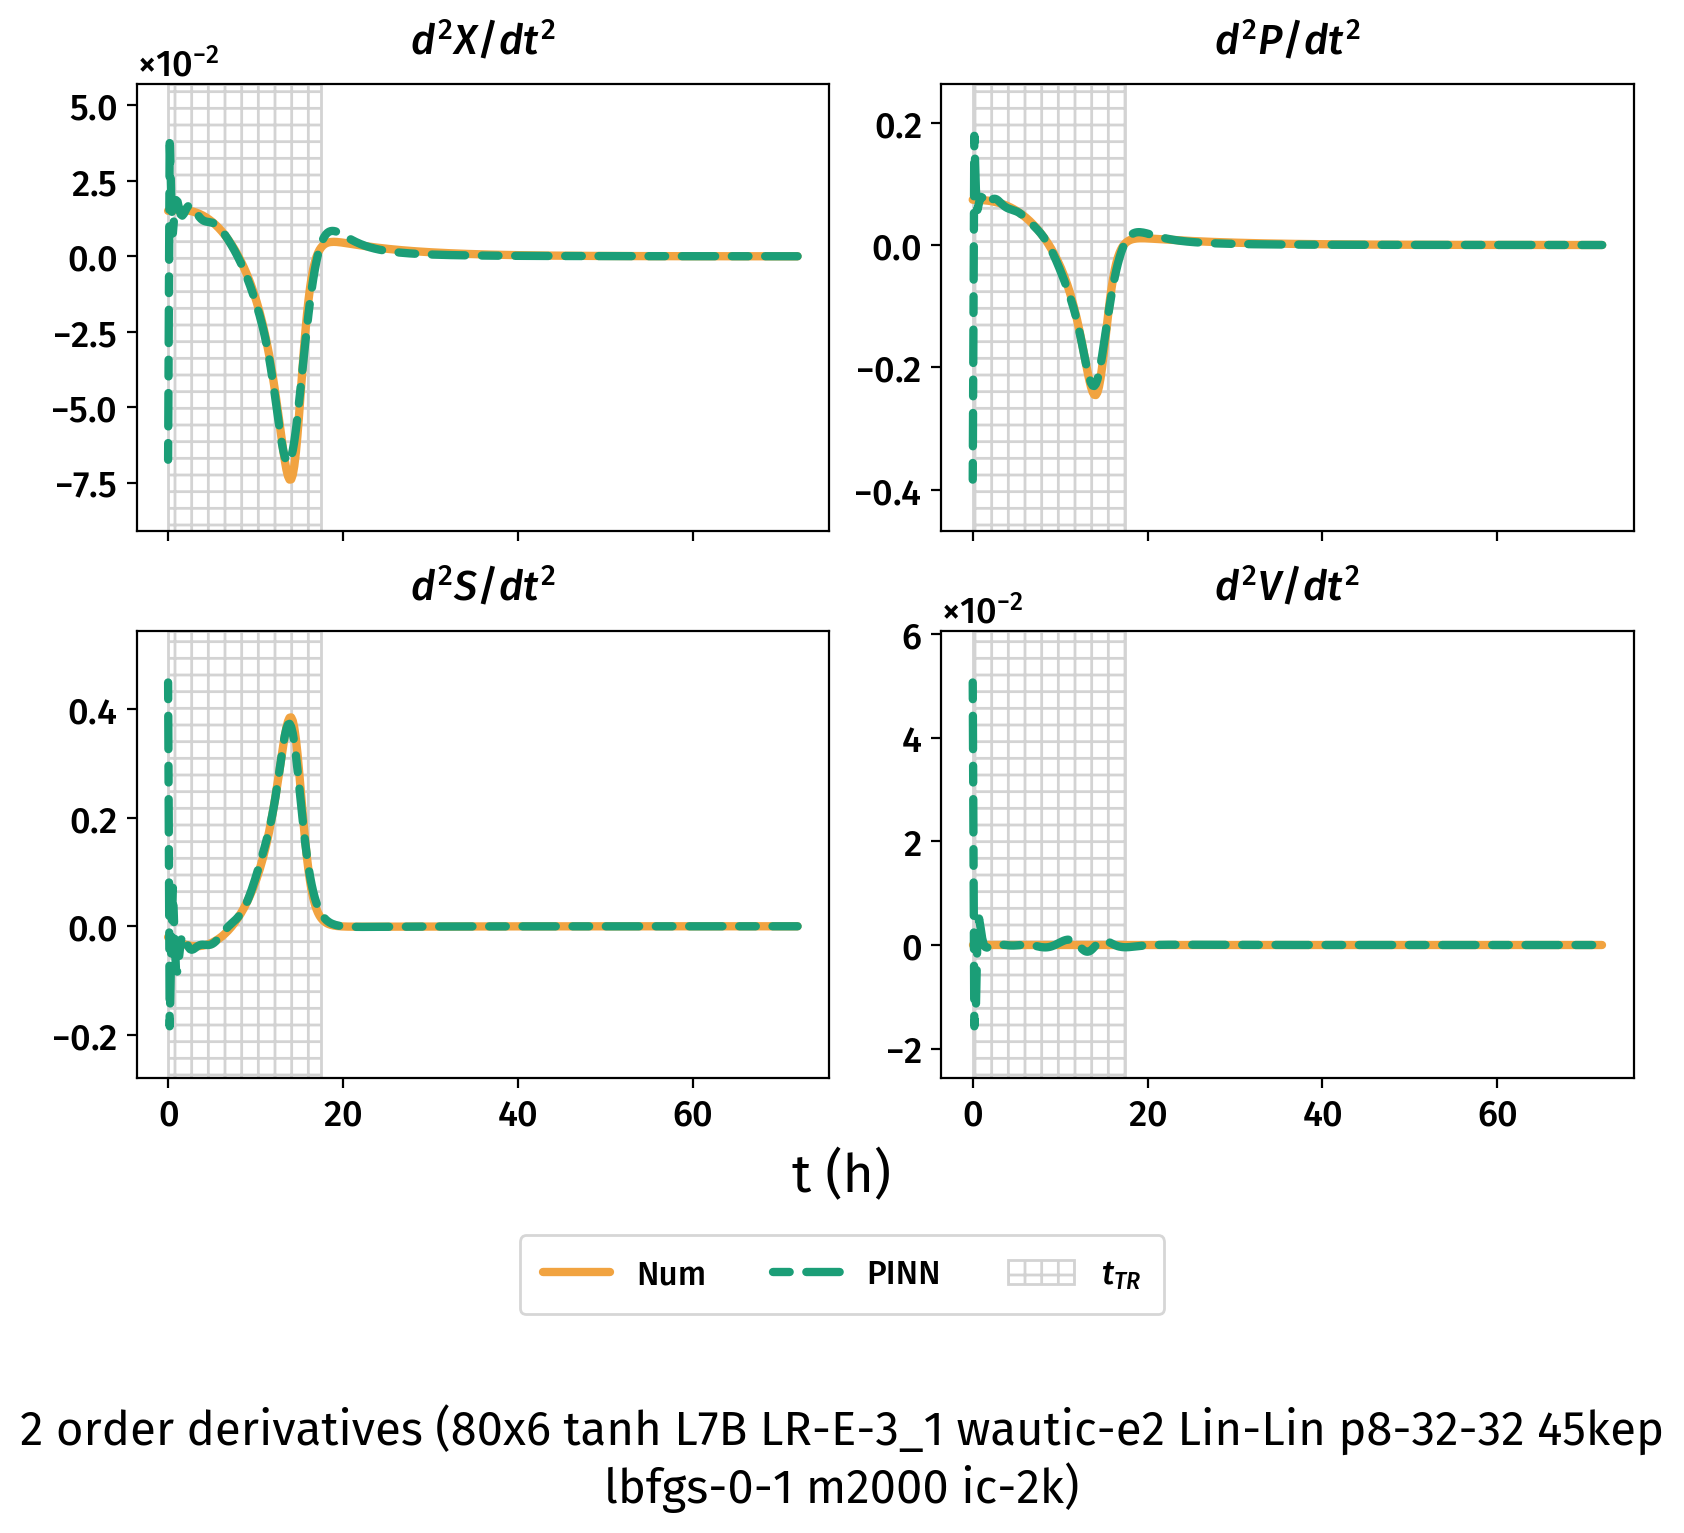 d²X/dt²
d²P/dt²
×10⁻²
5.0
2.5
0.0
−2.5
−5.0
−7.5
0.2
0.0
−0.2
−0.4
d²S/dt²
d²V/dt²
×10⁻²
0.4
0.2
0.0
−0.2
0 20 40 60
6
4
2
0
−2
0 20 40 60
t (h)
Num PINN t_TR
2 order derivatives (80x6 tanh L7B LR-E-3_1 wautic-e2 Lin-Lin p8-32-32 45kep
lbfgs-0-1 m2000 ic-2k)